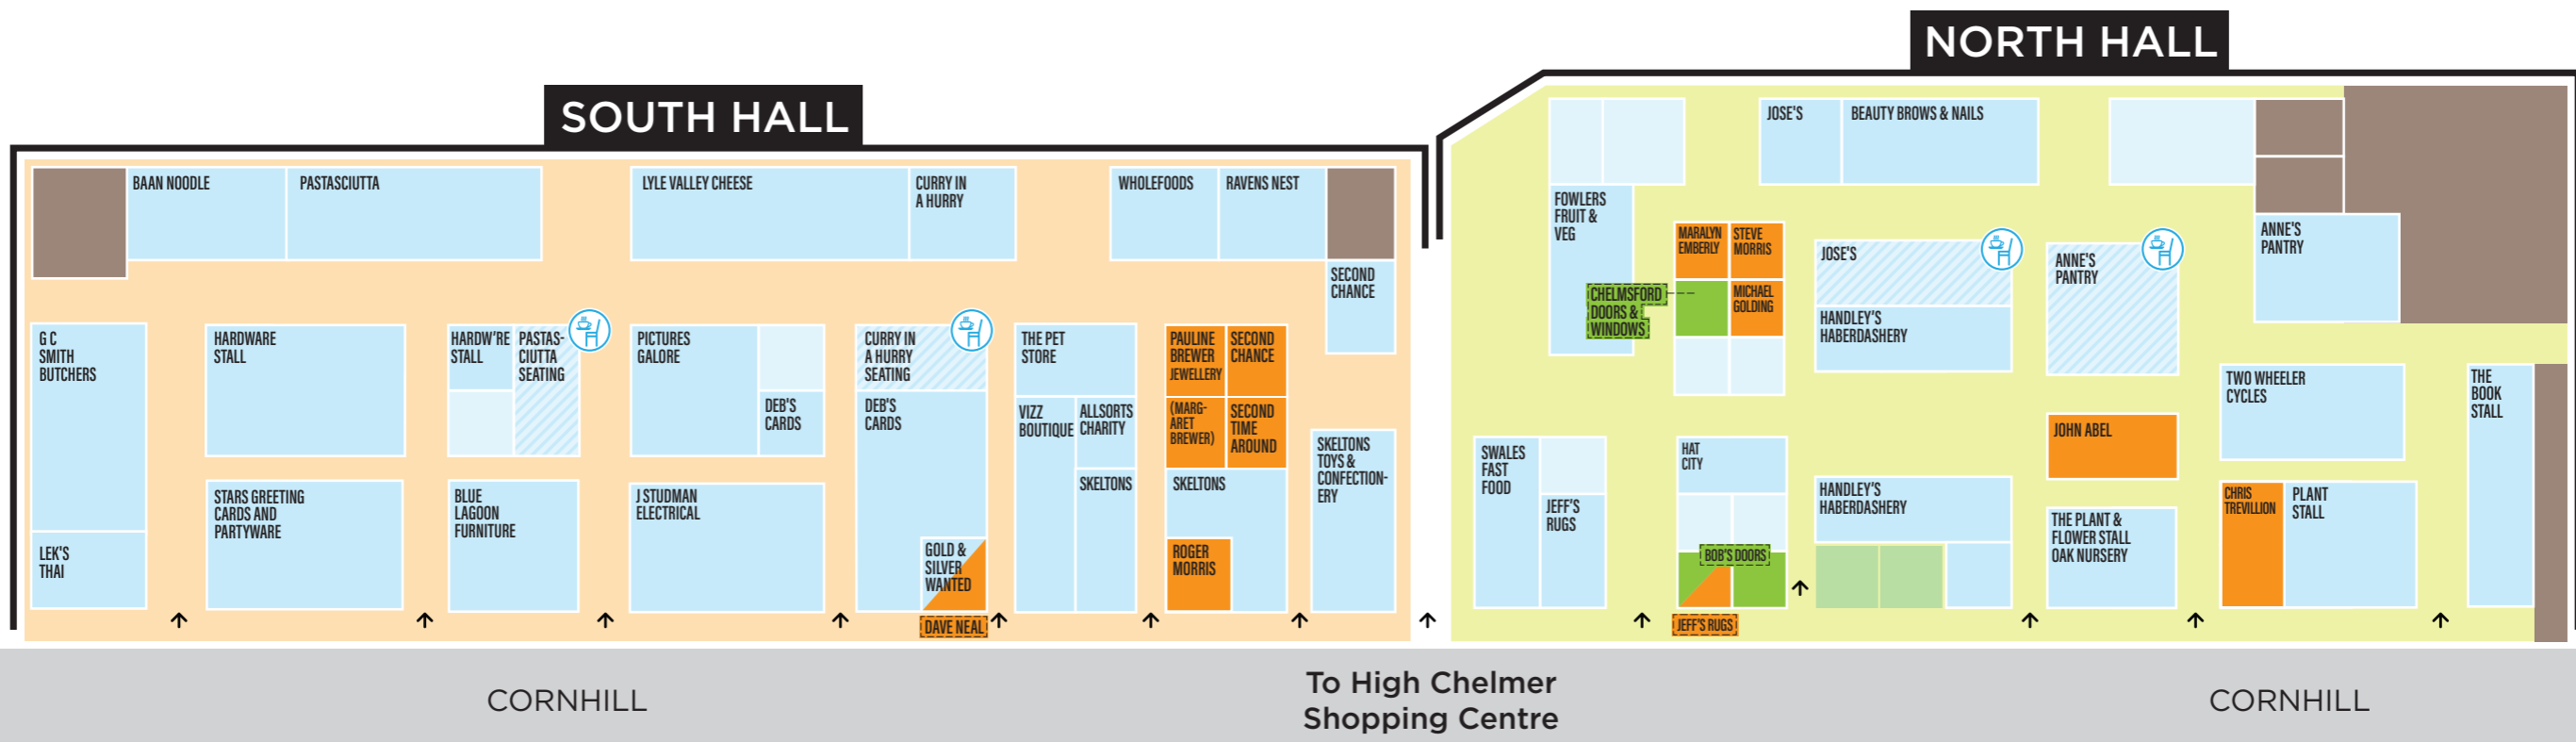 SOUTH HALL
NORTH HALL
BAAN NOODLE
PASTASCIUTTA
LYLE VALLEY CHEESE
CURRY IN
A HURRY
WHOLEFOODS
RAVENS NEST
SECOND
CHANCE
G C
SMITH
BUTCHERS
HARDWARE
STALL
HARDW'RE
STALL
PASTAS-
CIUTTA
SEATING
PICTURES
GALORE
DEB'S
CARDS
CURRY IN
A HURRY
SEATING
DEB'S
CARDS
THE PET
STORE
VIZZ
BOUTIQUE
ALLSORTS
CHARITY
SKELTONS
PAULINE
BREWER
JEWELLERY
SECOND
CHANCE
(MARG-
ARET
BREWER)
SECOND
TIME
AROUND
SKELTONS
ROGER
MORRIS
SKELTONS
TOYS &
CONFECTION-
ERY
LEK'S
THAI
STARS GREETING
CARDS AND
PARTYWARE
BLUE
LAGOON
FURNITURE
J STUDMAN
ELECTRICAL
GOLD &
SILVER
WANTED
DAVE NEAL
JOSE'S
BEAUTY BROWS & NAILS
FOWLERS
FRUIT &
VEG
MARALYN
EMBERLY
STEVE
MORRIS
CHELMSFORD
DOORS &
WINDOWS
MICHAEL
GOLDING
JOSE'S
HANDLEY'S
HABERDASHERY
ANNE'S
PANTRY
ANNE'S
PANTRY
TWO WHEELER
CYCLES
THE
BOOK
STALL
JOHN ABEL
SWALES
FAST
FOOD
JEFF'S
RUGS
HAT
CITY
BOB'S DOORS
JEFF'S RUGS
HANDLEY'S
HABERDASHERY
THE PLANT &
FLOWER STALL
OAK NURSERY
CHRIS
TREVILLION
PLANT
STALL
CORNHILL
To High Chelmer
Shopping Centre
CORNHILL